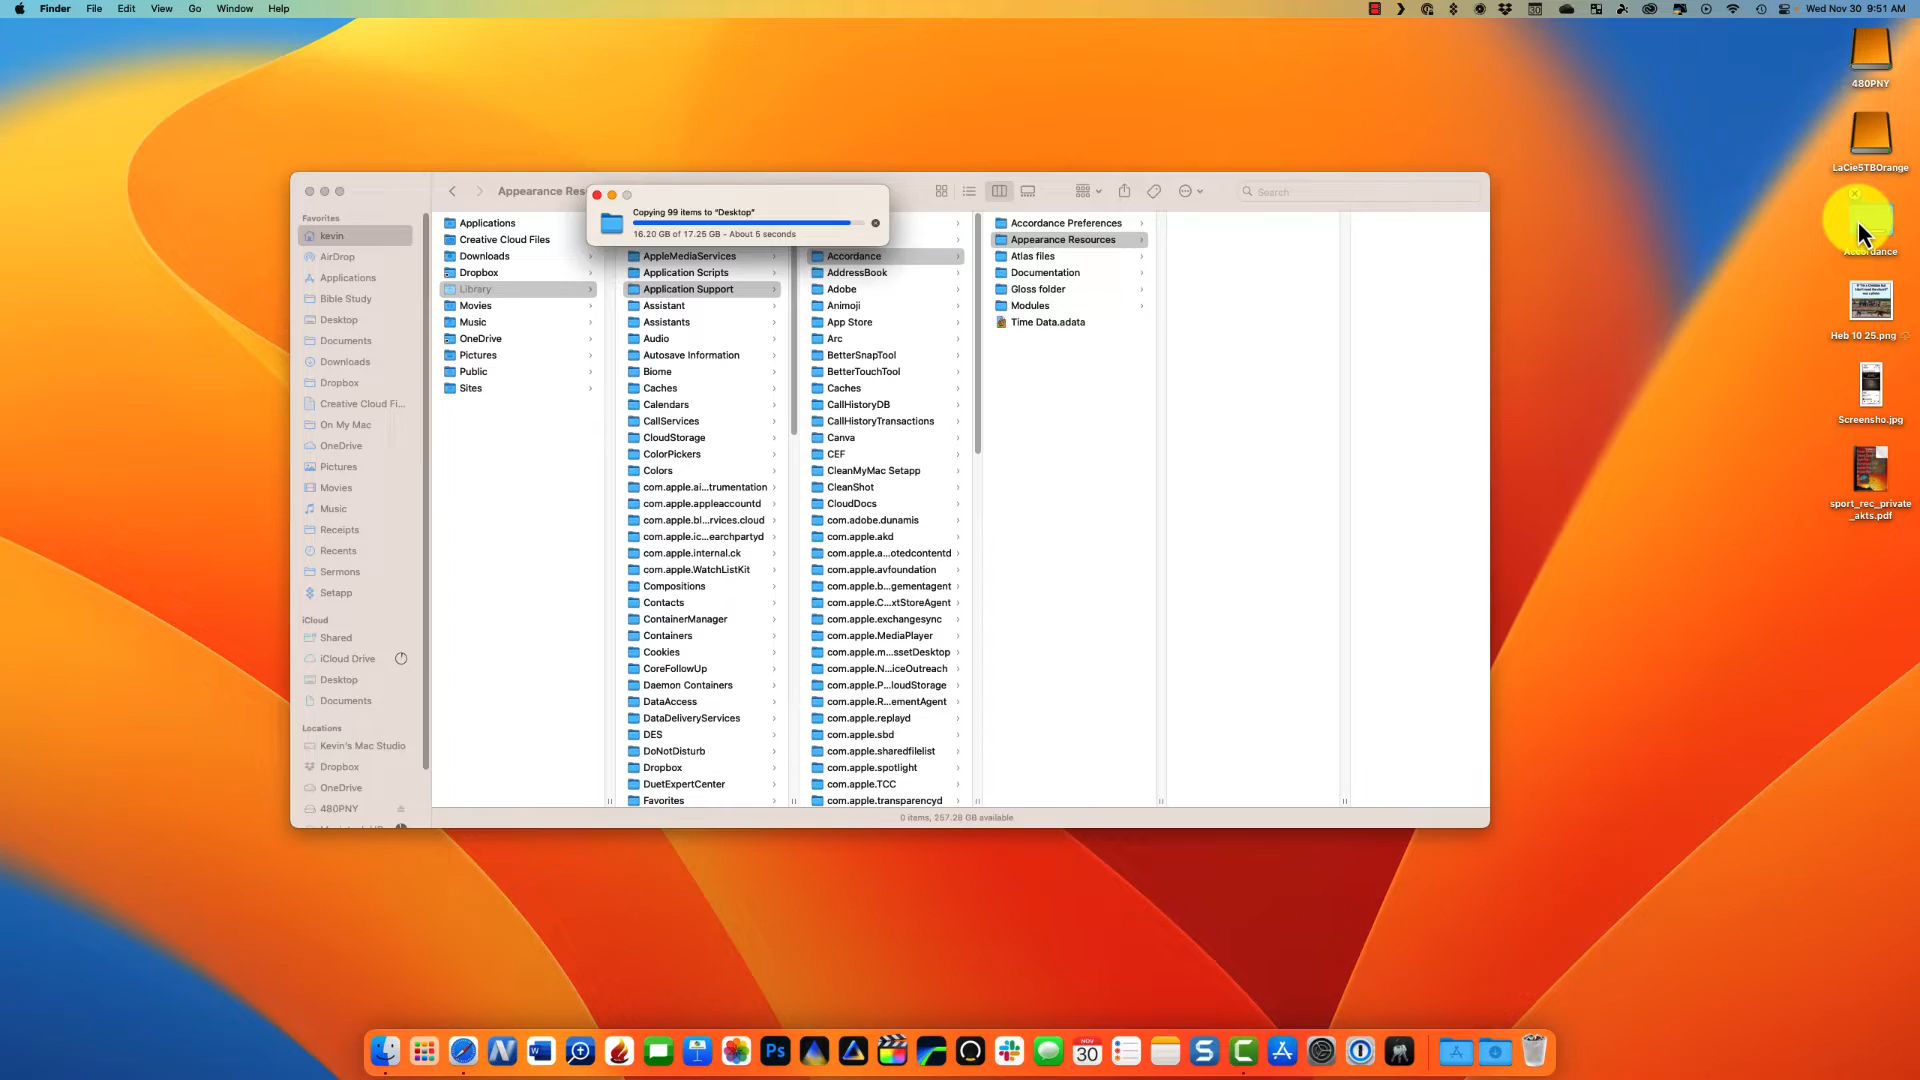 Finder File Edit View Go Window Help
30
Wed Nov 30 9:51 AM
480PNY
LaCie5TBOrange
Accordance
Heb 10 25.png
Screensho.jpg
sport_rec_private
_akts.pdf
Appearance Res
Search
Copying 99 items to "Desktop"
16.20 GB of 17.25 GB - About 5 seconds
Favorites
kevin
AirDrop
Applications
Bible Study
Desktop
Documents
Downloads
Dropbox
Creative Cloud Fi...
On My Mac
OneDrive
Pictures
Movies
Music
Receipts
Recents
Sermons
Setapp
iCloud
Shared
iCloud Drive
Desktop
Documents
Locations
Kevin's Mac Studio
Dropbox
OneDrive
480PNY
Applications
Creative Cloud Files
Downloads
Dropbox
Library
Movies
Music
OneDrive
Pictures
Public
Sites
AppleMediaServices
Application Scripts
Application Support
Assistant
Assistants
Audio
Autosave Information
Biome
Caches
Calendars
CallServices
CloudStorage
ColorPickers
Colors
com.apple.ai...trumentation
com.apple.appleaccountd
com.apple.bl...rvices.cloud
com.apple.ic...earchpartyd
com.apple.internal.ck
com.apple.WatchListKit
Compositions
Contacts
ContainerManager
Containers
Cookies
CoreFollowUp
Daemon Containers
DataAccess
DataDeliveryServices
DES
DoNotDisturb
Dropbox
DuetExpertCenter
Favorites
Accordance
AddressBook
Adobe
Animoji
App Store
Arc
BetterSnapTool
BetterTouchTool
Caches
CallHistoryDB
CallHistoryTransactions
Canva
CEF
CleanMyMac Setapp
CleanShot
CloudDocs
com.adobe.dunamis
com.apple.akd
com.apple.a...otedcontentd
com.apple.avfoundation
com.apple.b...gementagent
com.apple.C...xtStoreAgent
com.apple.exchangesync
com.apple.MediaPlayer
com.apple.m...ssetDesktop
com.apple.N...iceOutreach
com.apple.P...loudStorage
com.apple.R...ementAgent
com.apple.replayd
com.apple.sbd
com.apple.sharedfilelist
com.apple.spotlight
com.apple.TCC
com.apple.transparencyd
Accordance Preferences
Appearance Resources
Atlas files
Documentation
Gloss folder
Modules
Time Data.adata
0 items, 257.28 GB available
Ps
NOV
30